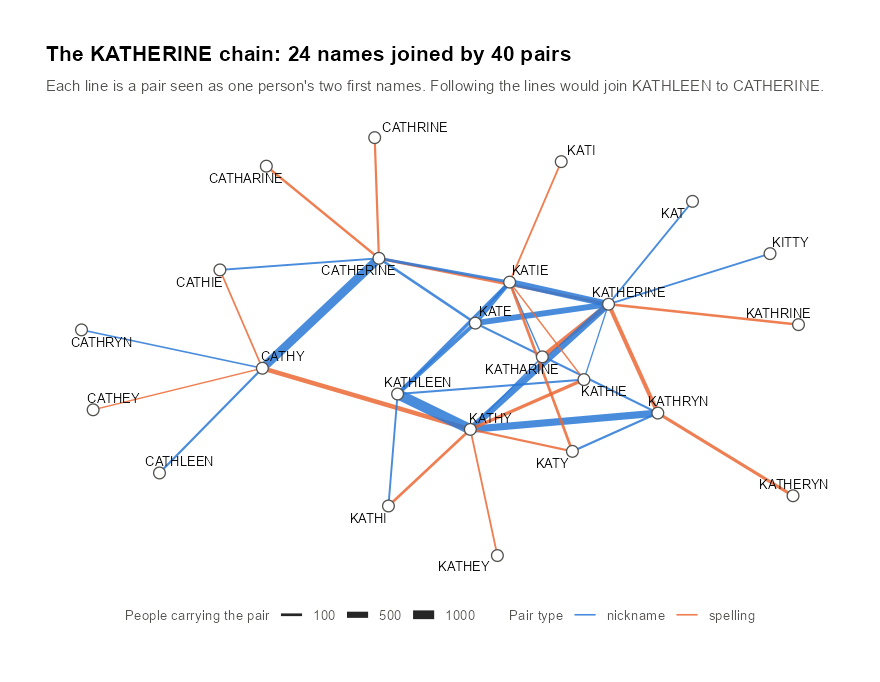 The KATHERINE chain: 24 names joined by 40 pairs
Each line is a pair seen as one person's two first names. Following the lines would join KATHLEEN to CATHERINE.
CATHRINE
KATI
CATHARINE
KAT
KITTY
CATHERINE
KATIE
CATHIE
KATHERINE
KATE
KATHRINE
CATHRYN
CATHY
KATHARINE
KATHLEEN
KATHIE
CATHEY
KATHRYN
KATHY
CATHLEEN
KATY
KATHERYN
KATHI
KATHEY
People carrying the pair 100 500 1000 Pair type nickname spelling